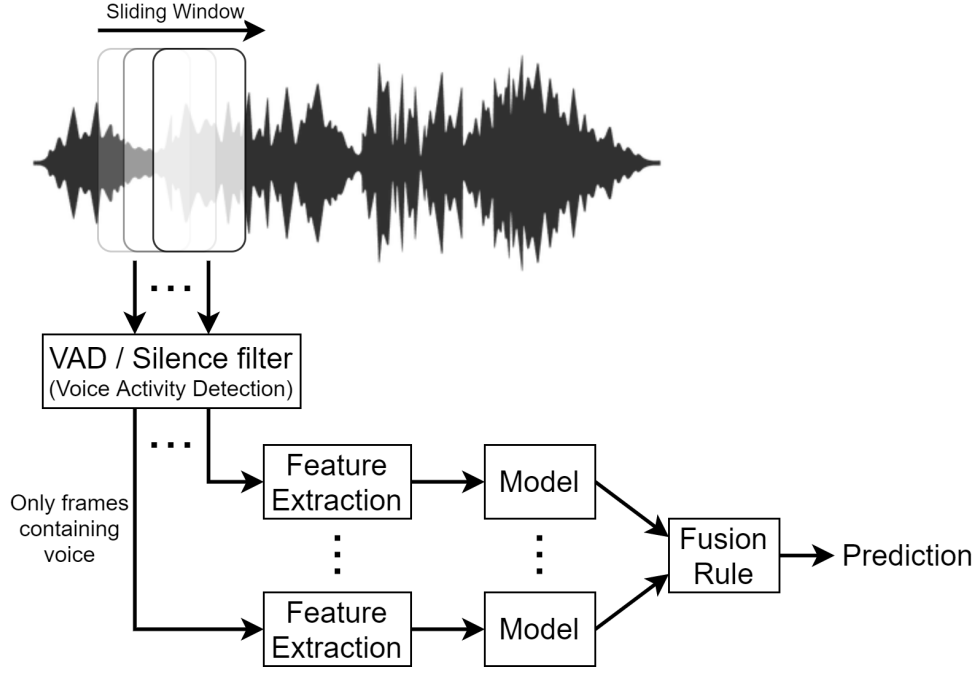 Sliding Window
VAD / Silence filter
(Voice Activity Detection)
Only frames
containing
voice
Feature
Extraction
Model
Feature
Extraction
Model
Fusion
Rule
Prediction